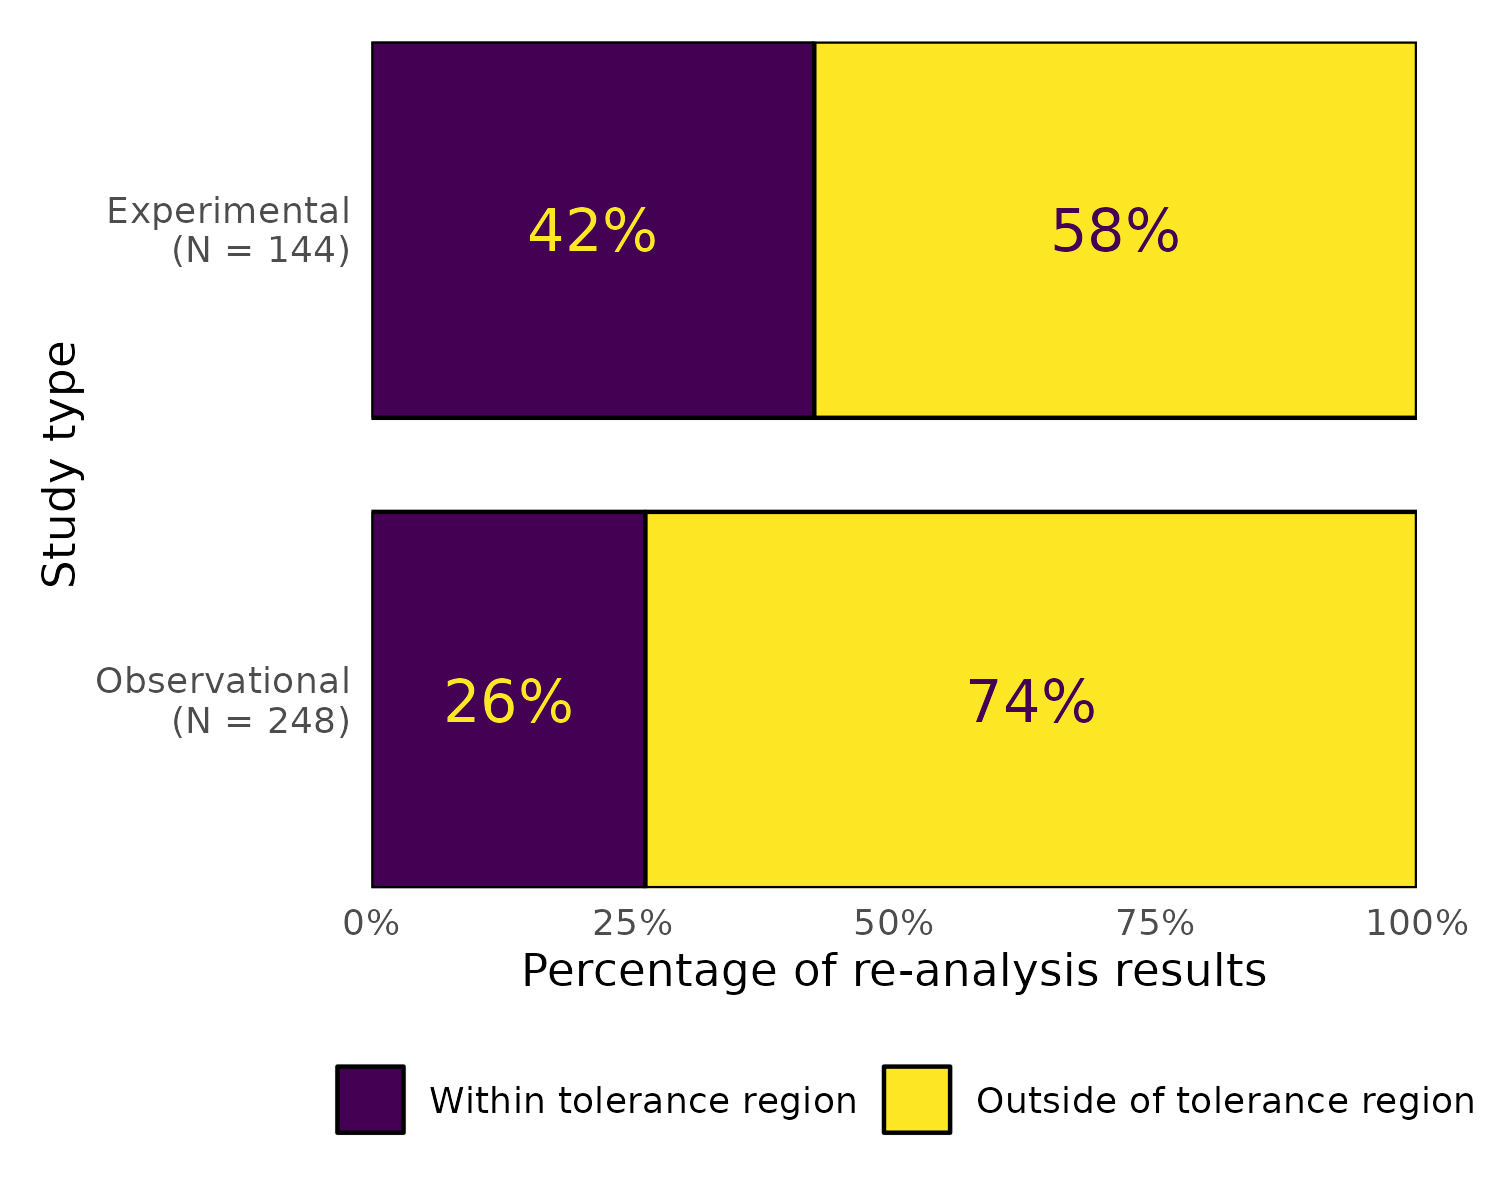 Study type
Experimental
(N = 144)
42%
58%
Observational
(N = 248)
26%
74%
0%
25%
50%
75%
100%
Percentage of re-analysis results
Within tolerance region
Outside of tolerance region